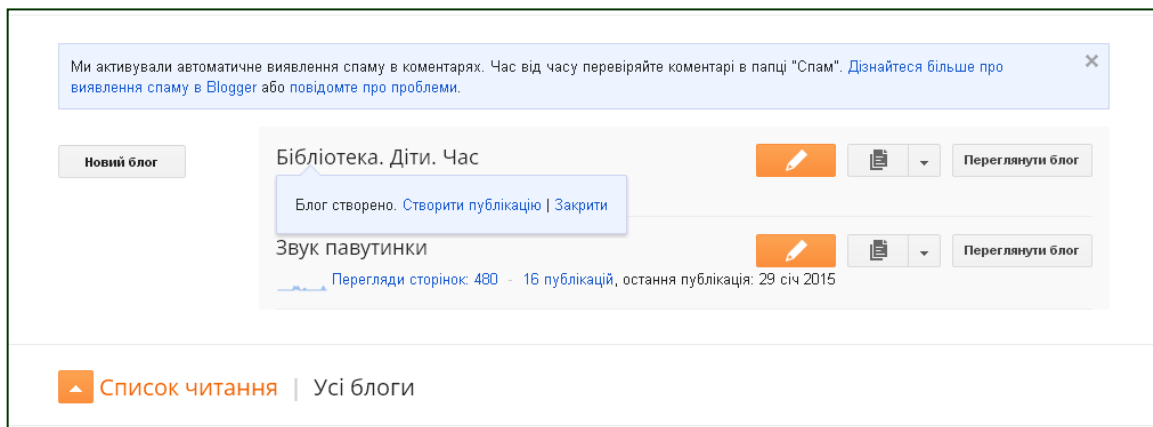 Ми активували автоматичне виявлення спаму в коментарях. Час від часу перевіряйте коментарі в папці "Спам". Дізнайтеся більше про
виявлення спаму в Blogger або повідомте про проблеми.
Новий блог
Бібліотека. Діти. Час
Переглянути блог
Блог створено. Створити публікацію | Закрити
Звук павутинки
Переглянути блог
Перегляди сторінок: 480 - 16 публікацій, остання публікація: 29 січ 2015
Список читання | Усі блоги